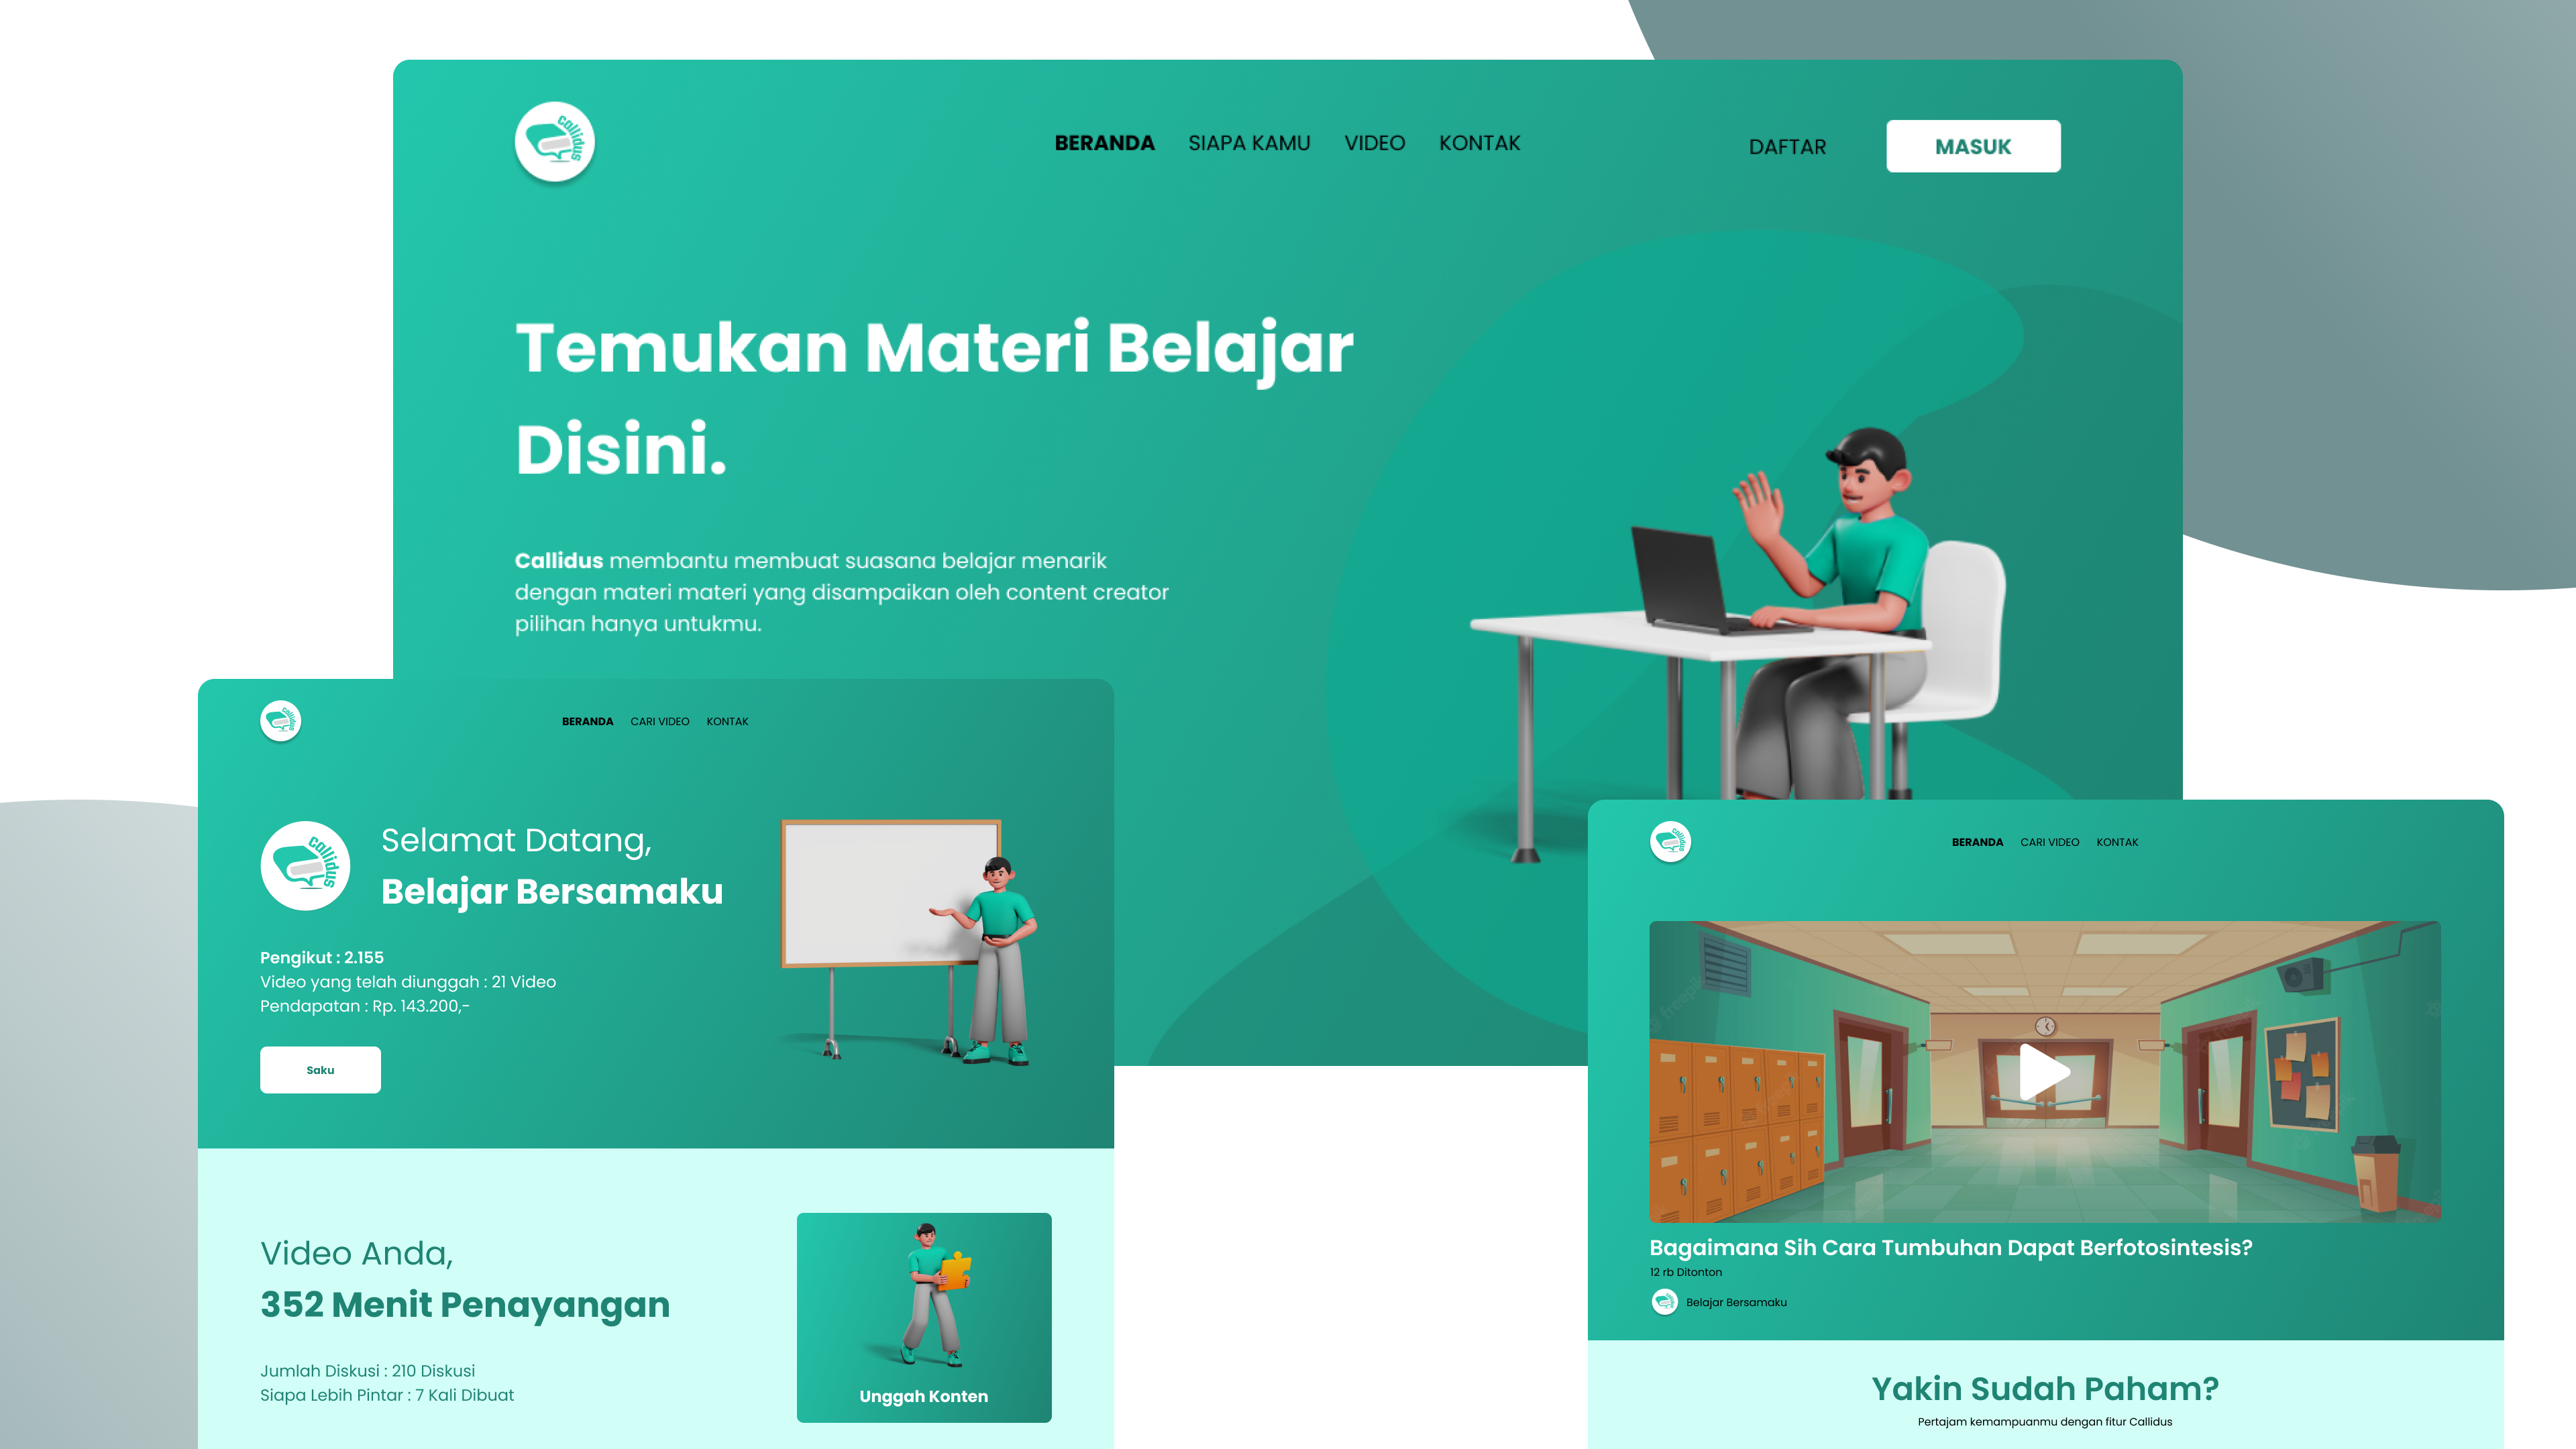 callidus
BERANDA SIAPA KAMU VIDEO KONTAK
DAFTAR MASUK
Temukan Materi Belajar
Disini.
Callidus membantu membuat suasana belajar menarik
dengan materi materi yang disampaikan oleh content creator
pilihan hanya untukmu.
callidus
BERANDA CARI VIDEO KONTAK
callidus
Selamat Datang,
Belajar Bersamaku
Pengikut : 2.155
Video yang telah diunggah : 21 Video
Pendapatan : Rp. 143.200,-
Saku
Video Anda,
352 Menit Penayangan
Jumlah Diskusi : 210 Diskusi
Siapa Lebih Pintar : 7 Kali Dibuat
Unggah Konten
callidus
BERANDA CARI VIDEO KONTAK
Bagaimana Sih Cara Tumbuhan Dapat Berfotosintesis?
12 rb Ditonton
Belajar Bersamaku
Yakin Sudah Paham?
Pertajam kemampuanmu dengan fitur Callidus